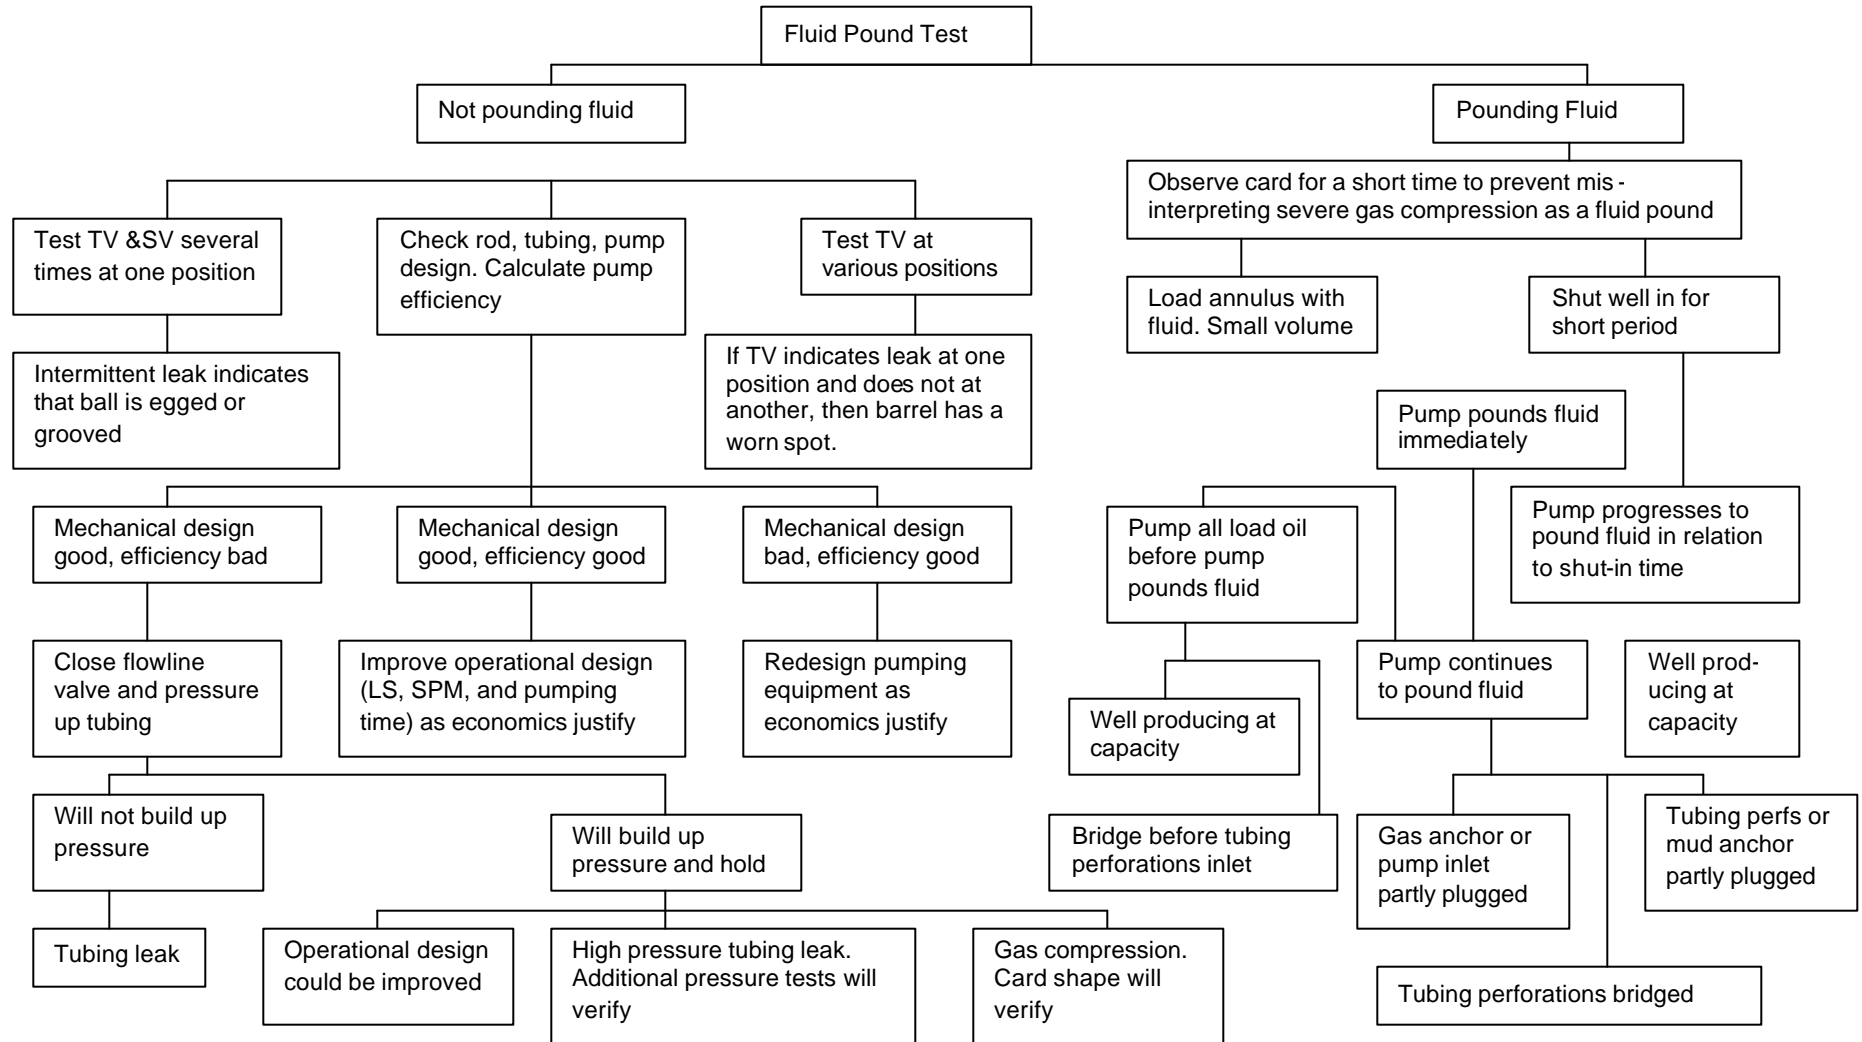 Fluid Pound Test
Not pounding fluid
Pounding Fluid
Observe card for a short time to prevent mis-
interpreting severe gas compression as a fluid pound
Test TV &SV several
times at one position
Check rod, tubing, pump
design. Calculate pump
efficiency
Test TV at
various positions
Load annulus with
fluid. Small volume
Shut well in for
short period
Intermittent leak indicates
that ball is egged or
grooved
If TV indicates leak at one
position and does not at
another, then barrel has a
worn spot.
Pump pounds fluid
immediately
Mechanical design
good, efficiency bad
Mechanical design
good, efficiency good
Mechanical design
bad, efficiency good
Pump all load oil
before pump
pounds fluid
Pump progresses to
pound fluid in relation
to shut-in time
Close flowline
valve and pressure
up tubing
Improve operational design
(LS, SPM, and pumping
time) as economics justify
Redesign pumping
equipment as
economics justify
Well producing at
capacity
Pump continues
to pound fluid
Well prod-
ucing at
capacity
Will not build up
pressure
Will build up
pressure and hold
Bridge before tubing
perforations inlet
Gas anchor or
pump inlet
partly plugged
Tubing perfs or
mud anchor
partly plugged
Tubing leak
Operational design
could be improved
High pressure tubing leak.
Additional pressure tests will
verify
Gas compression.
Card shape will
verify
Tubing perforations bridged